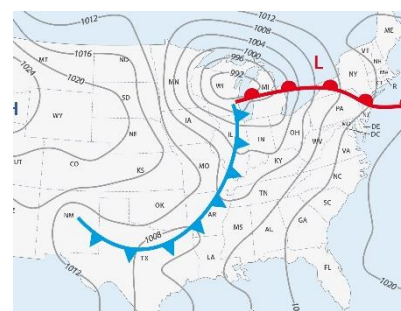 1012
1012
1008
1004
1000
996
992
1016
1020
1024
L
H
ME
VT
NH
MT
ND
MN
WI
MI
NY
R
SD
WY
IA
PA
NE
IL
IN
OH
DE
DC
UT
CO
KS
MO
KY
WV
VA
NC
OK
TN
AR
SC
NM
MS
AL
GA
1008
TX
LA
FL
1012
1020